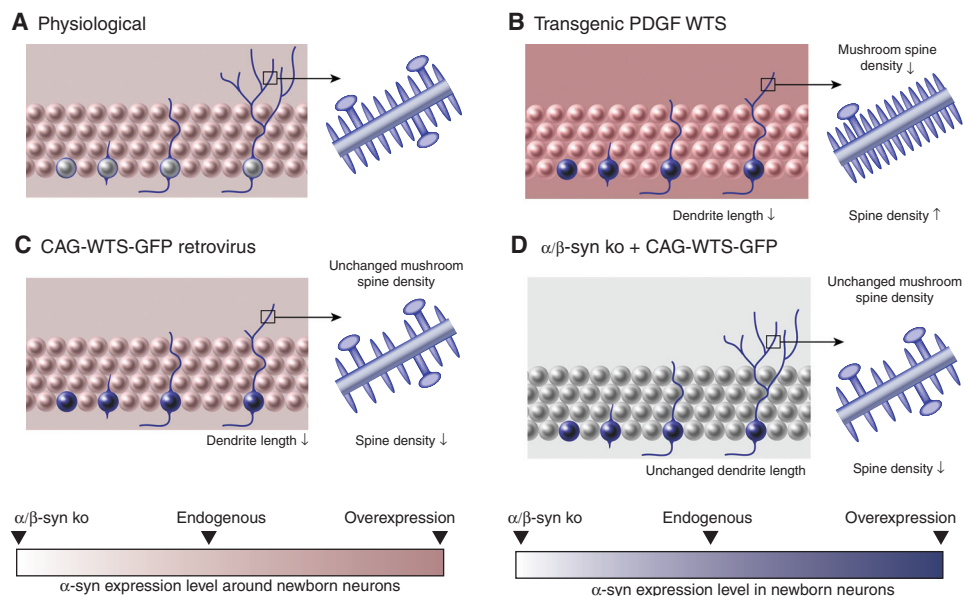 A Physiological
B Transgenic PDGF WTS
Mushroom spine
density ↓
Dendrite length ↓
Spine density ↑
C CAG-WTS-GFP retrovirus
Unchanged mushroom
spine density
Dendrite length ↓
Spine density ↓
D α/β-syn ko + CAG-WTS-GFP
Unchanged mushroom
spine density
Unchanged dendrite length
Spine density ↓
α/β-syn ko
Endogenous
Overexpression
α-syn expression level around newborn neurons
α/β-syn ko
Endogenous
Overexpression
α-syn expression level in newborn neurons